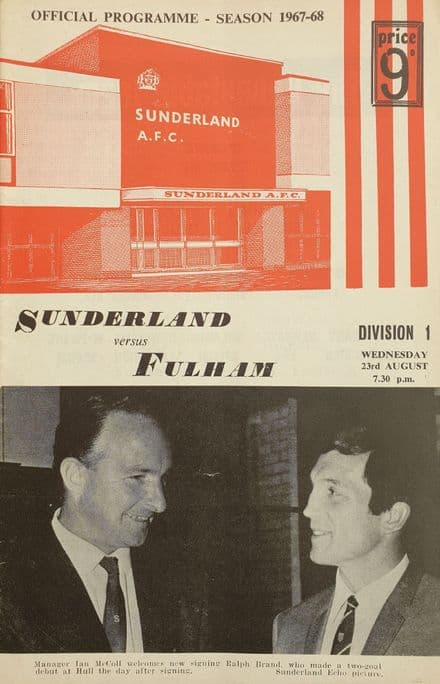 OFFICIAL PROGRAMME - SEASON 1967-68
price
9D
SUNDERLAND
A.F.C.
SUNDERLAND A.F.C.
SUNDERLAND
versus
FULHAM
DIVISION 1
WEDNESDAY
23rd AUGUST
7.30 p.m.
S
Manager Ian McColl welcomes new signing Ralph Brand, who made a two-goal
debut at Hull the day after signing. Sunderland Echo picture.